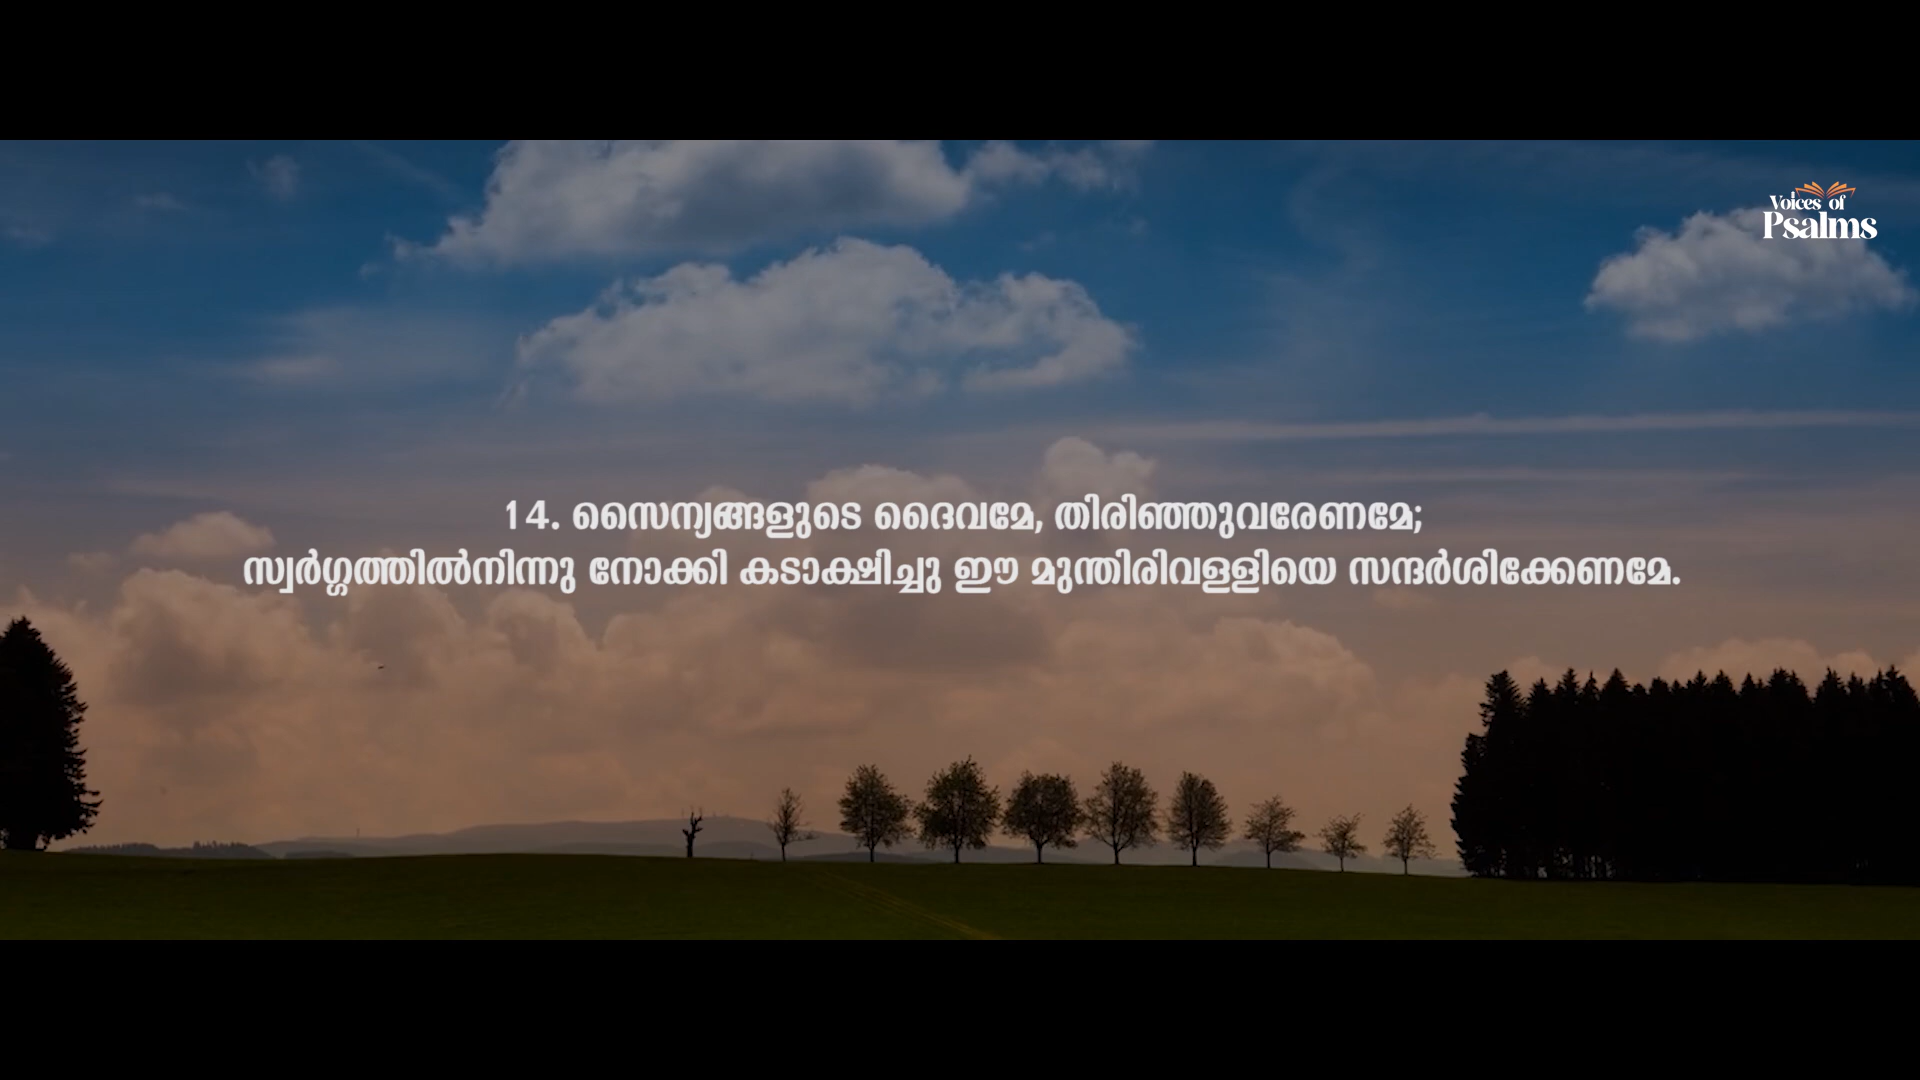 Voices of
Psalms
14. സൈന്യങ്ങളുടെ ദൈവമേ, തിരിഞ്ഞുവരേണമേ;
സ്വർഗ്ഗത്തിൽനിന്നു നോക്കി കടാക്ഷിച്ചു ഈ മുന്തിരിവള്ളിയെ സന്ദർശിക്കേണമേ.